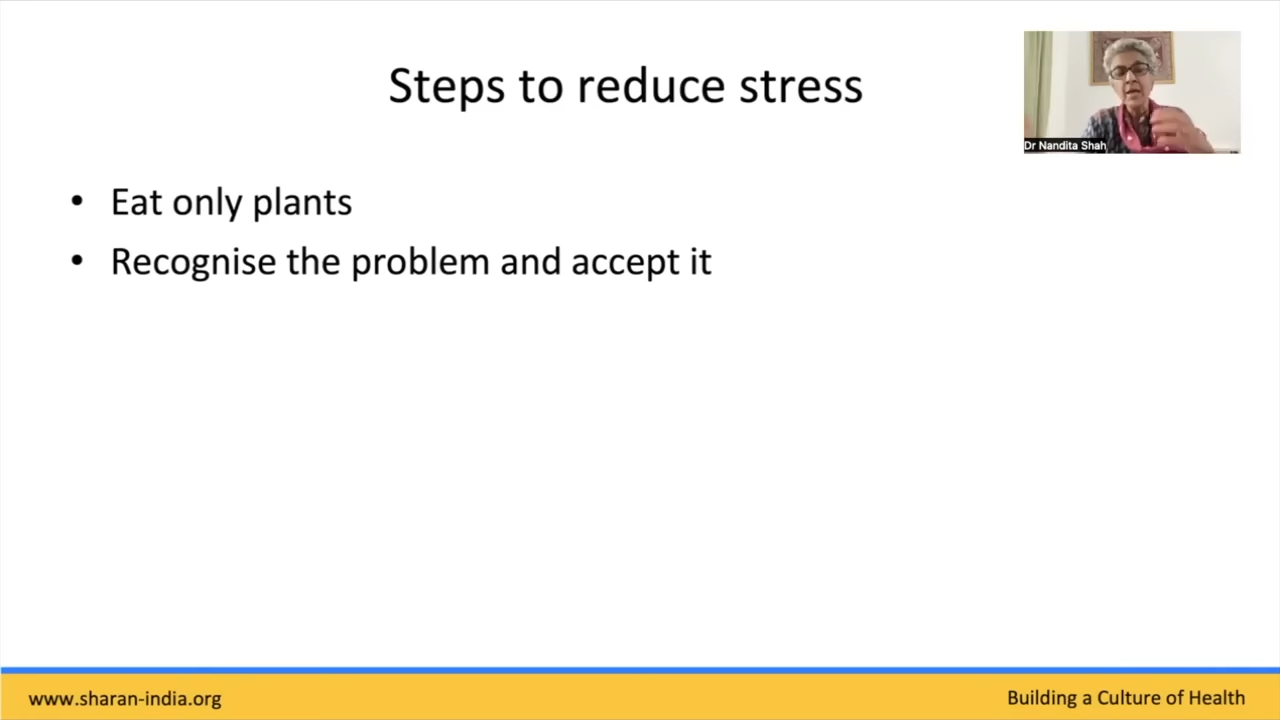 Steps to reduce stress
Dr Nandita Shah
• Eat only plants
• Recognise the problem and accept it
www.sharan-india.org
Building a Culture of Health